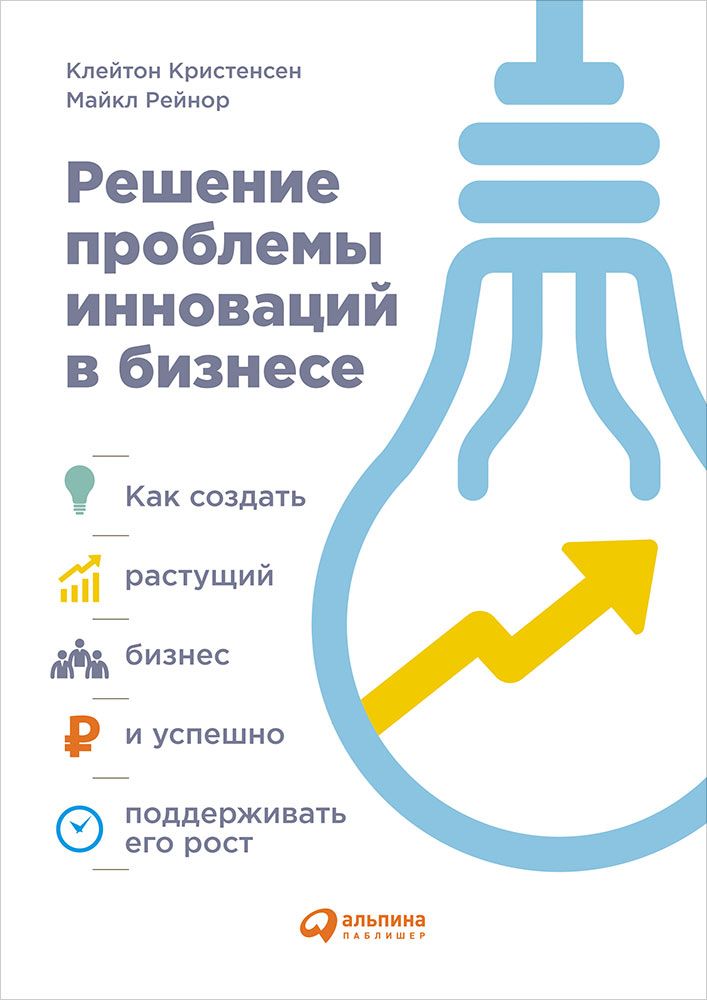 Клейтон Кристенсен
Майкл Рейнор
Решение
проблемы
инноваций
в бизнесе
Как создать
растущий
бизнес
₽
и успешно
поддерживать
его рост
альпина
ПАБЛИШЕР